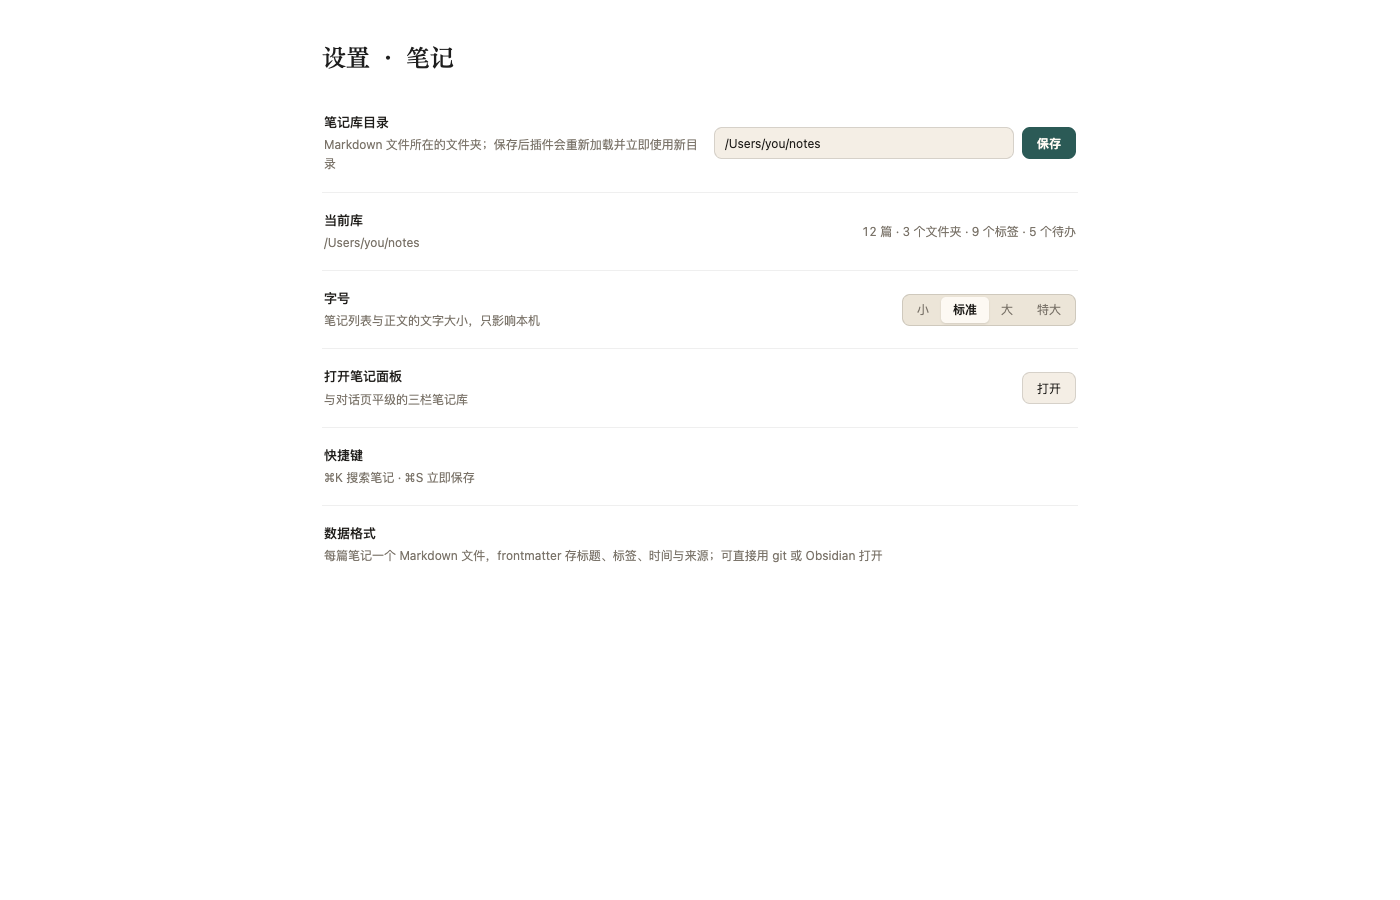 设置 · 笔记
笔记库目录
Markdown 文件所在的文件夹；保存后插件会重新加载并立即使用新目
录
/Users/you/notes
保存
当前库
/Users/you/notes
12 篇 · 3 个文件夹 · 9 个标签 · 5 个待办
字号
笔记列表与正文的文字大小，只影响本机
小 标准 大 特大
打开笔记面板
与对话页平级的三栏笔记库
打开
快捷键
⌘K 搜索笔记 · ⌘S 立即保存
数据格式
每篇笔记一个 Markdown 文件，frontmatter 存标题、标签、时间与来源；可直接用 git 或 Obsidian 打开